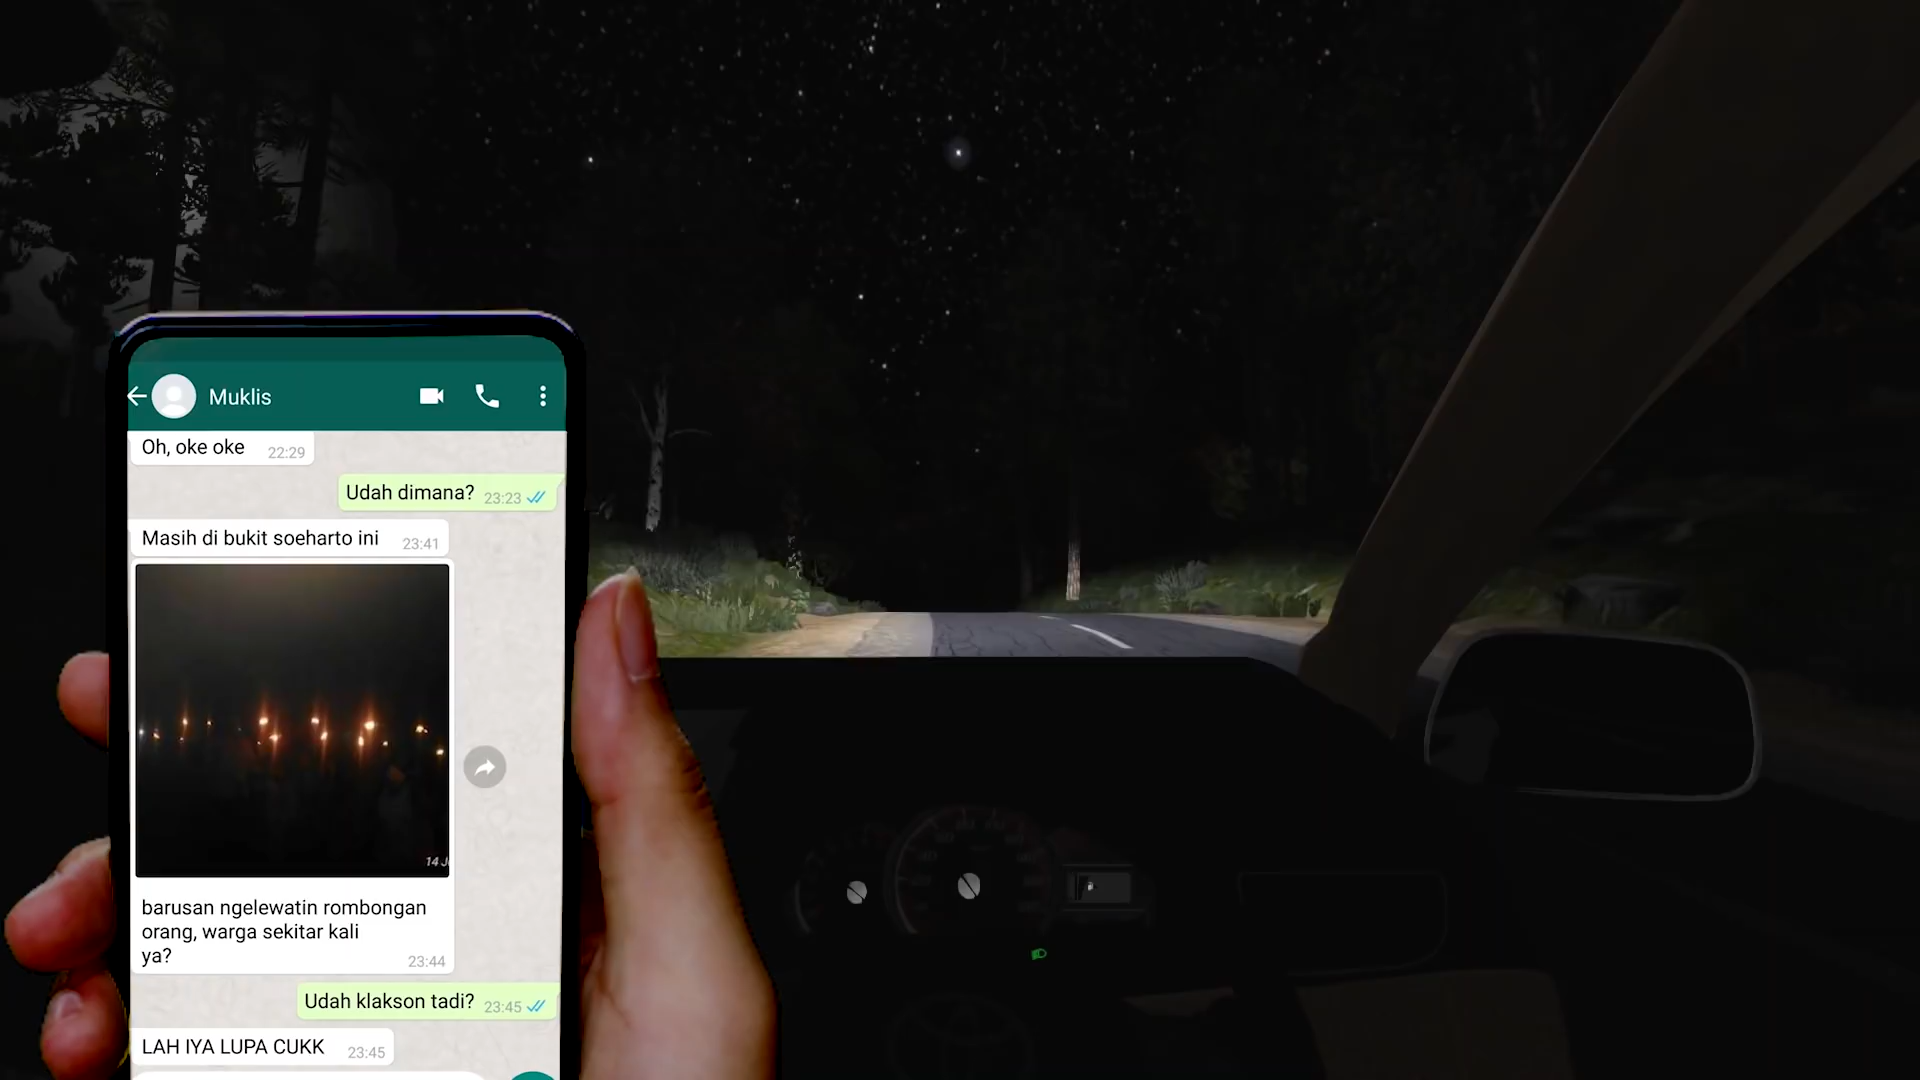 Muklis
Oh, oke oke 22:29
Udah dimana? 23:23
Masih di bukit soeharto ini 23:41
barusan ngelewatin rombongan
orang, warga sekitar kali
ya? 23:44
Udah klakson tadi? 23:45
LAH IYA LUPA CUKK 23:45